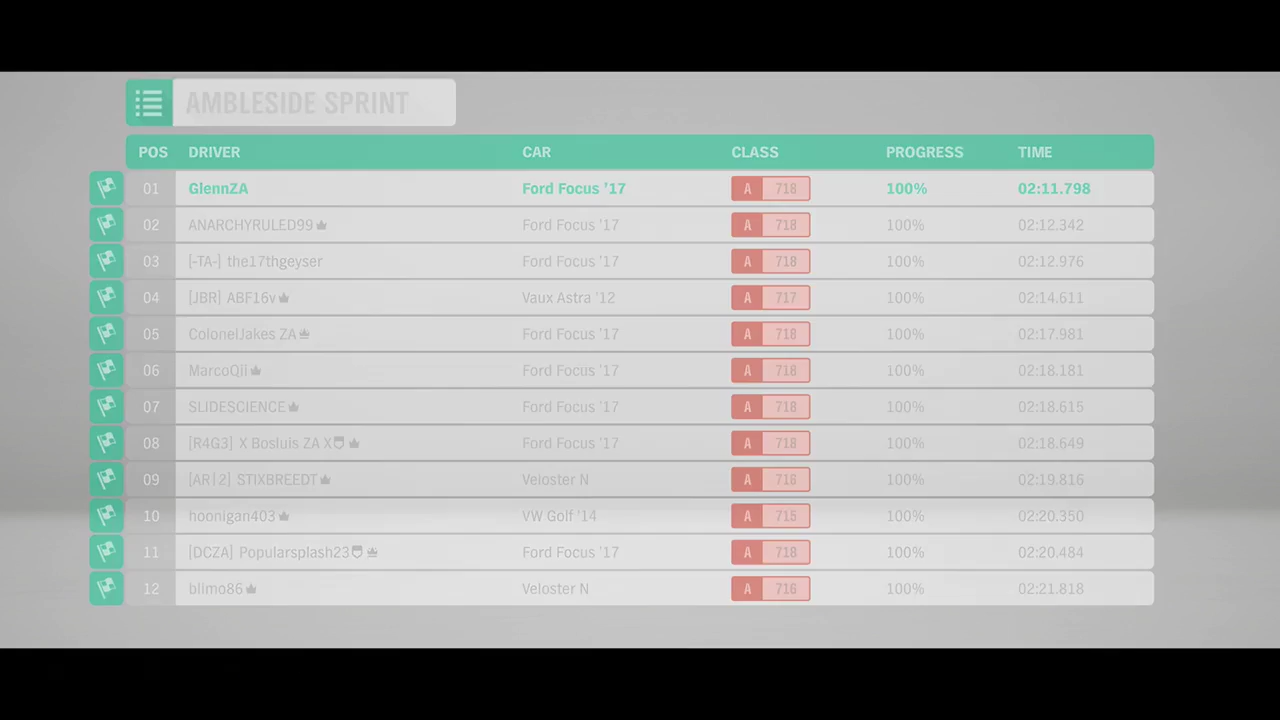 AMBLESIDE SPRINT
POS DRIVER CAR CLASS PROGRESS TIME
01 GlennZA Ford Focus '17 A 718 100% 02:11.798
02 ANARCHYRULED99 Ford Focus '17 A 718 100% 02:12.342
03 [-TA-] the17thgeyser Ford Focus '17 A 718 100% 02:12.976
04 [JBR] ABF16v Vaux Astra '12 A 717 100% 02:14.611
05 ColonelJakes ZA Ford Focus '17 A 718 100% 02:17.981
06 MarcoQii Ford Focus '17 A 718 100% 02:18.181
07 SLIDESCIENCE Ford Focus '17 A 718 100% 02:18.615
08 [R4G3] X Bosluis ZA X Ford Focus '17 A 718 100% 02:18.649
09 [AR|2] STIXBREEDT Veloster N A 716 100% 02:19.816
10 hoonigan403 VW Golf '14 A 715 100% 02:20.350
11 [DCZA] Popularsplash23 Ford Focus '17 A 718 100% 02:20.484
12 blimo86 Veloster N A 716 100% 02:21.818